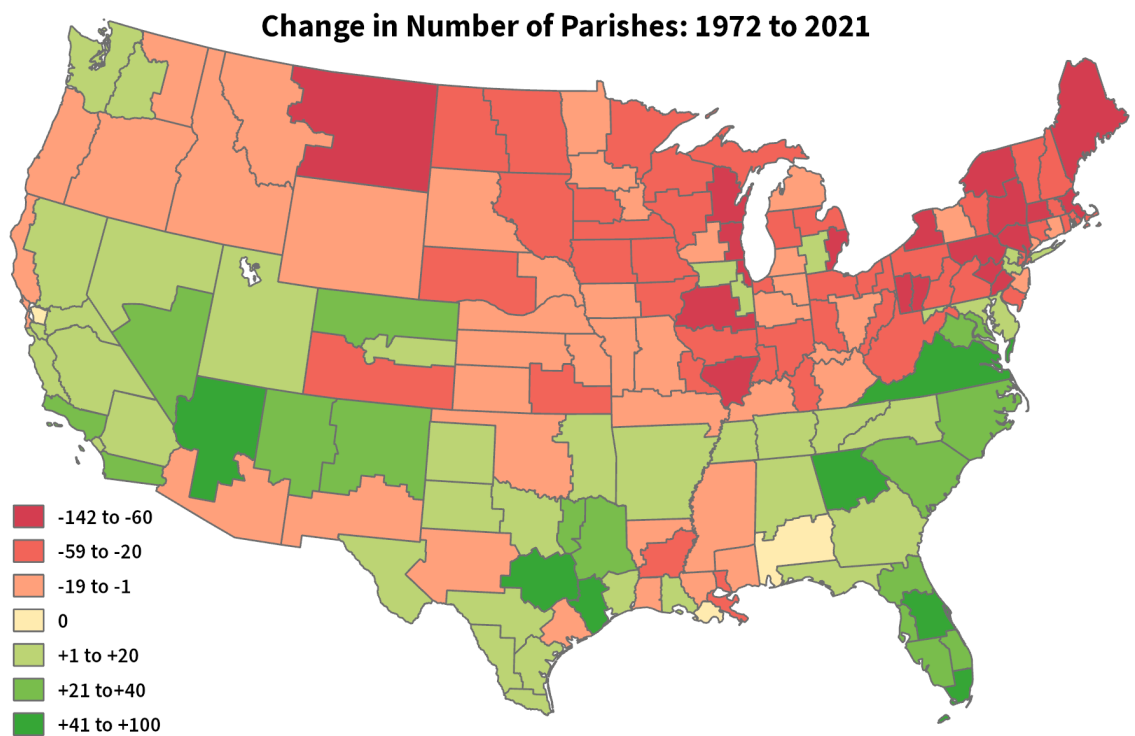 Change in Number of Parishes: 1972 to 2021
-142 to -60
-59 to -20
-19 to -1
0
+1 to +20
+21 to+40
+41 to +100